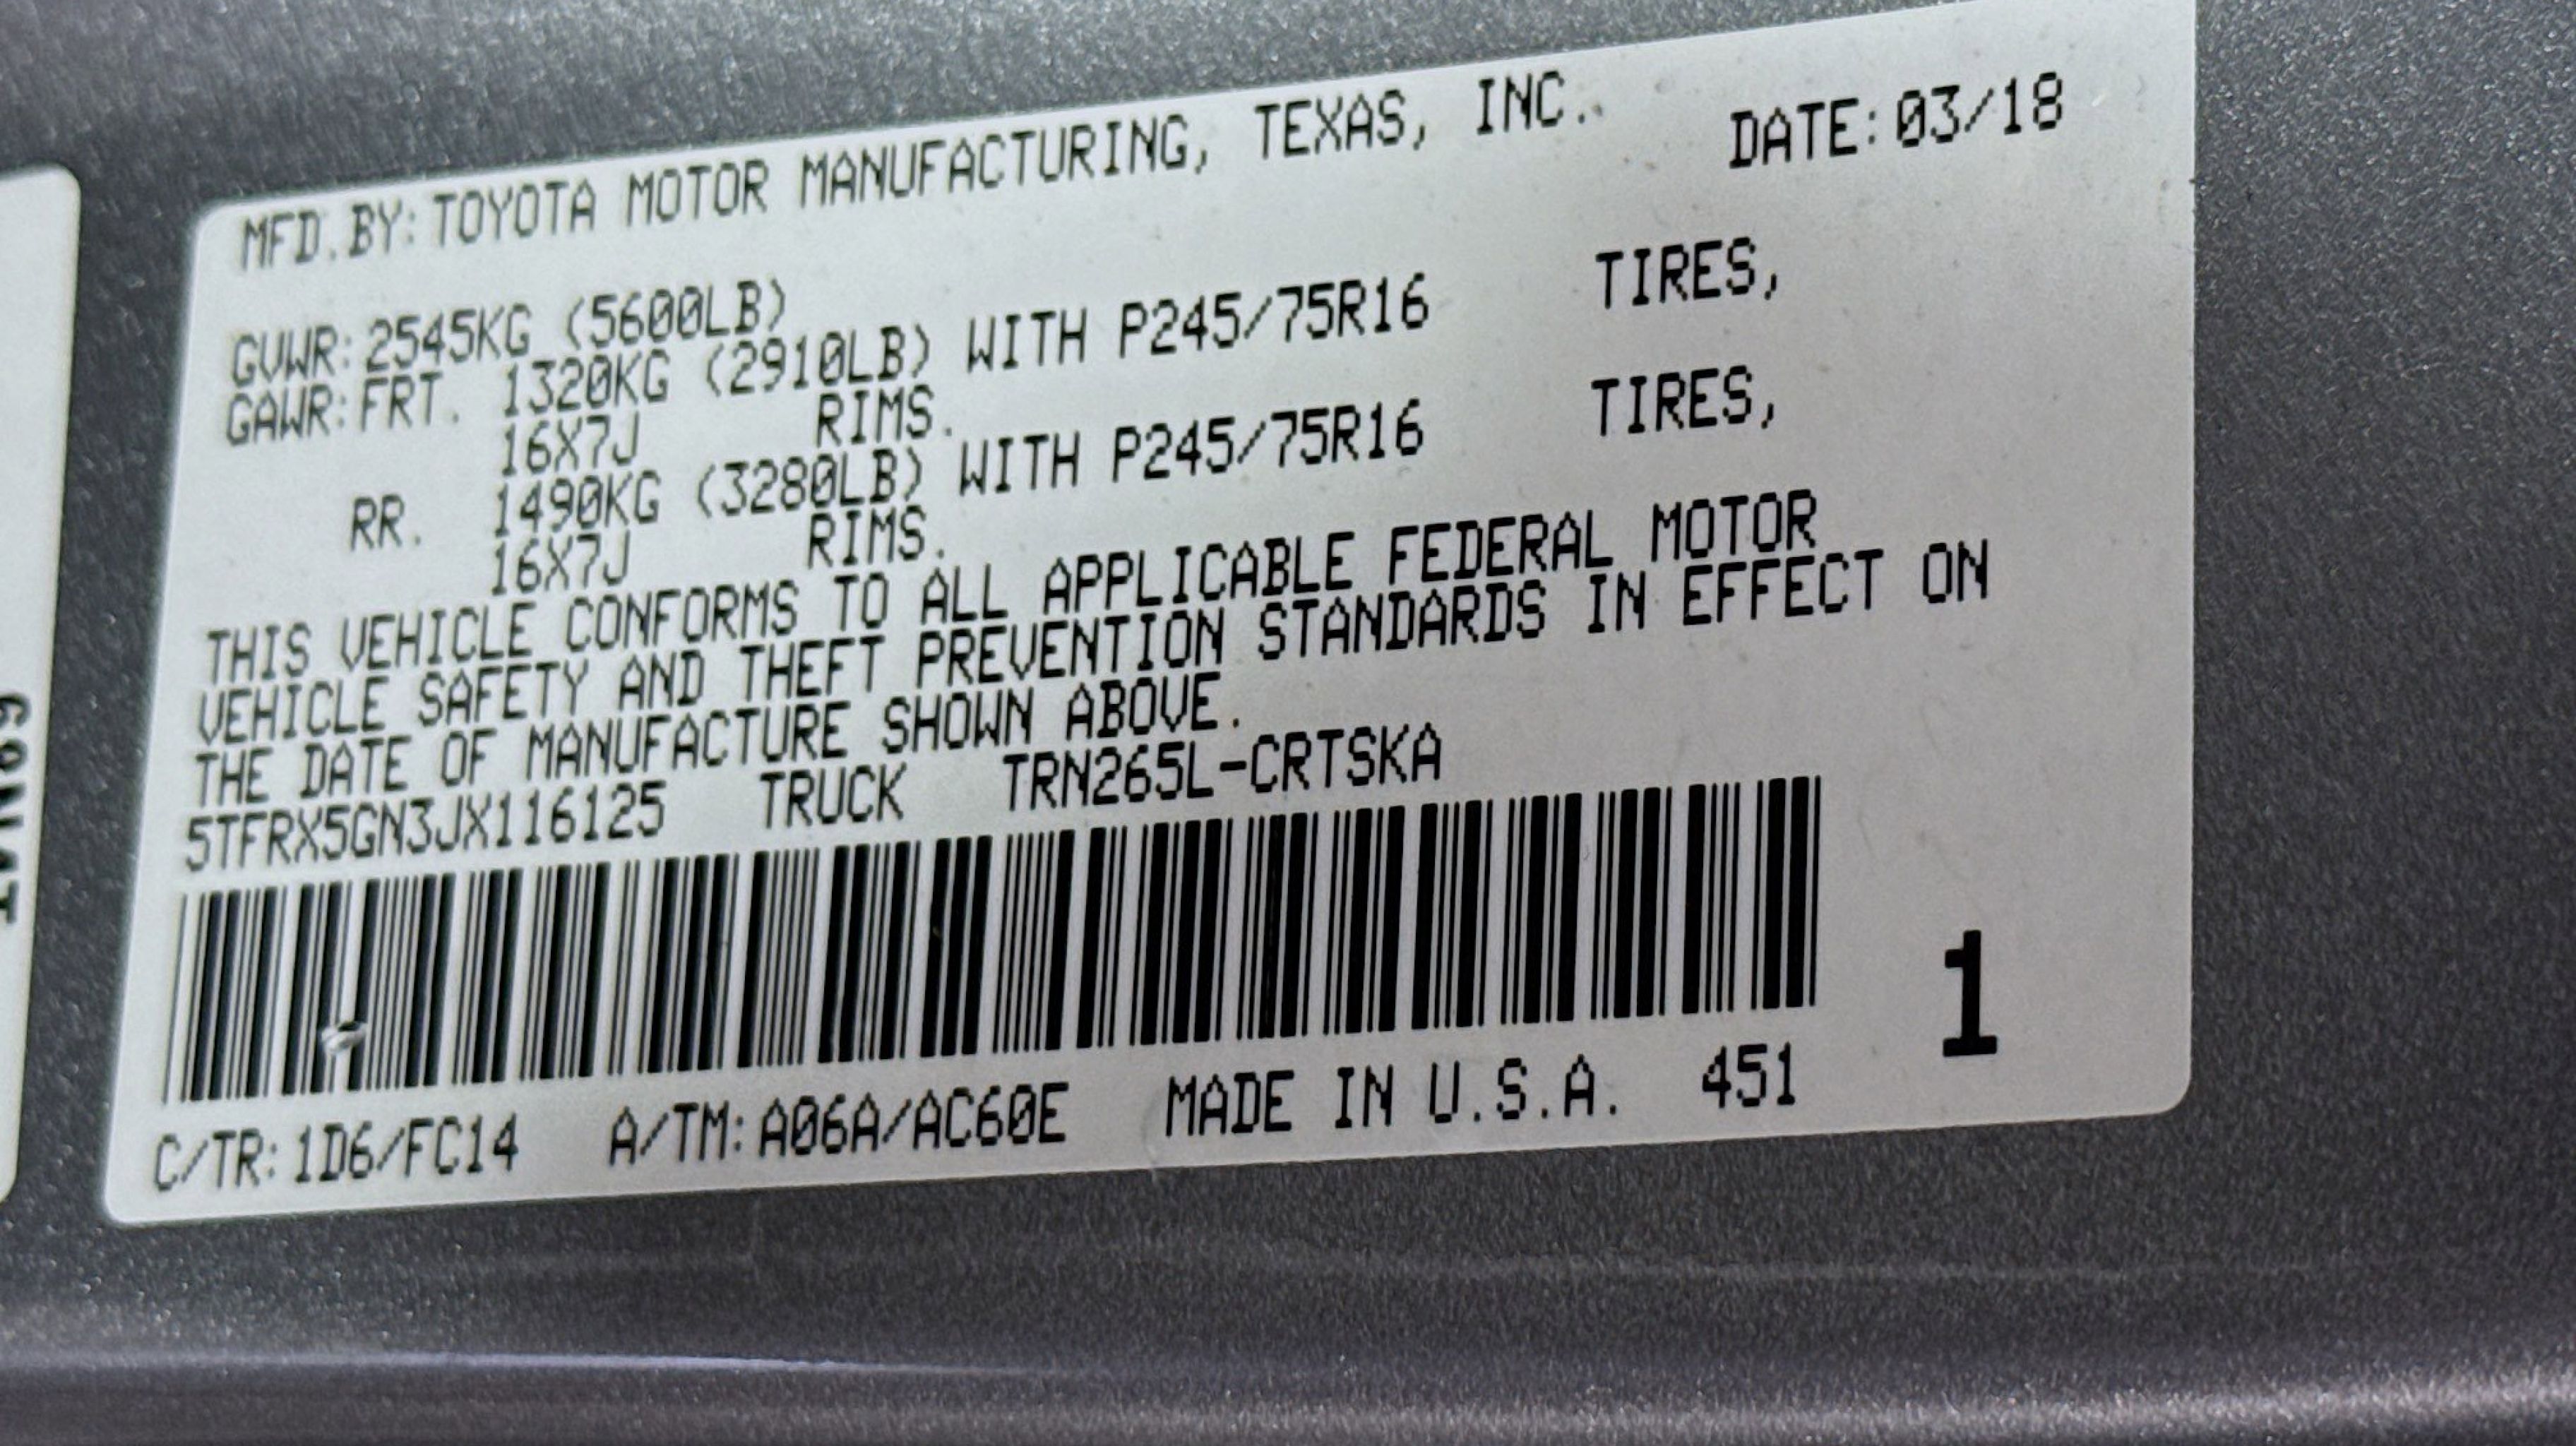 MFD.BY:TOYOTA MOTOR MANUFACTURING, TEXAS, INC.
DATE:03/18
GVWR:2545KG (5600LB)
GAWR:FRT. 1320KG (2910LB) WITH P245/75R16 TIRES,
16X7J RIMS.
RR. 1490KG (3280LB) WITH P245/75R16 TIRES,
16X7J RIMS.
THIS VEHICLE CONFORMS TO ALL APPLICABLE FEDERAL MOTOR
VEHICLE SAFETY AND THEFT PREVENTION STANDARDS IN EFFECT ON
THE DATE OF MANUFACTURE SHOWN ABOVE.
5TFRX5GN3JX116125 TRUCK TRN265L-CRTSKA
1
C/TR:1D6/FC14 A/TM:A06A/AC60E MADE IN U.S.A. 451